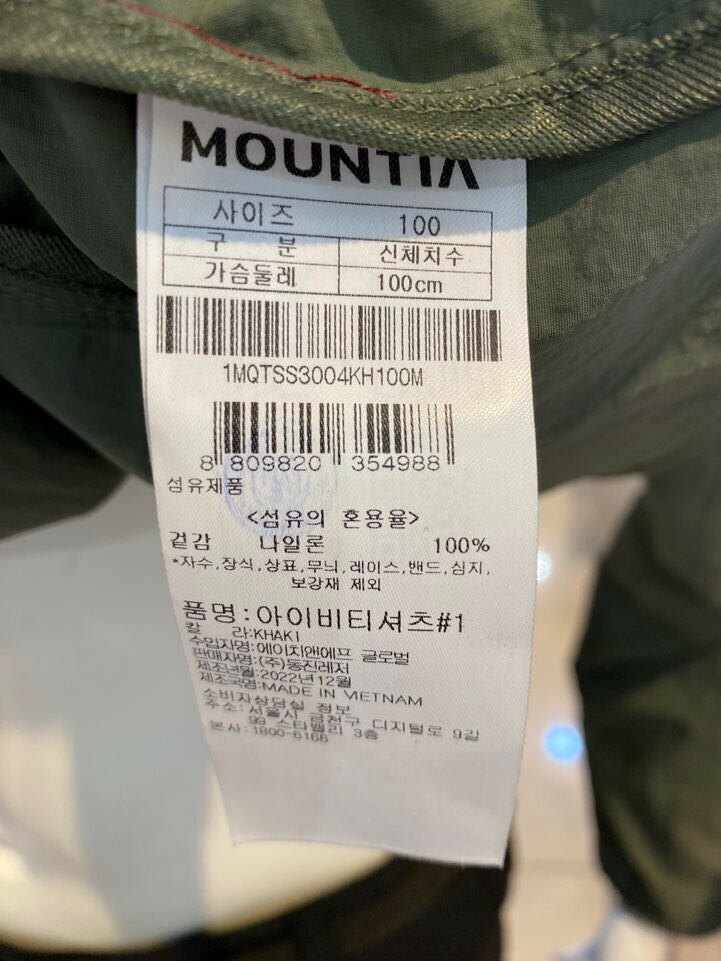 MOUNTIA
사이즈 100
구 분 신체치수
가슴둘레 100cm
1MQTSS3004KH100M
8 809820 354988
섬유제품
<섬유의 혼용율>
겉감 나일론 100%
*자수,장식,상표,무늬,레이스,밴드,심지,
보강재 제외
품명:아이비티셔츠#1
칼 라:KHAKI
수입자명:에이치앤에프 글로벌
판매자명:(주)동진레저
제조년월:2022년12월
제조국명:MADE IN VIETNAM
소비자상담실 정보
주소:서울시 금천구 디지털로 9길
99 스타밸리 3층
본사:1800-6168